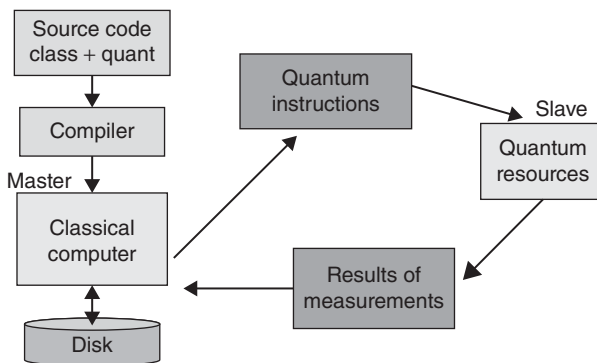 Source code
class + quant
Compiler
Master
Classical
computer
Disk
Quantum
instructions
Slave
Quantum
resources
Results of
measurements